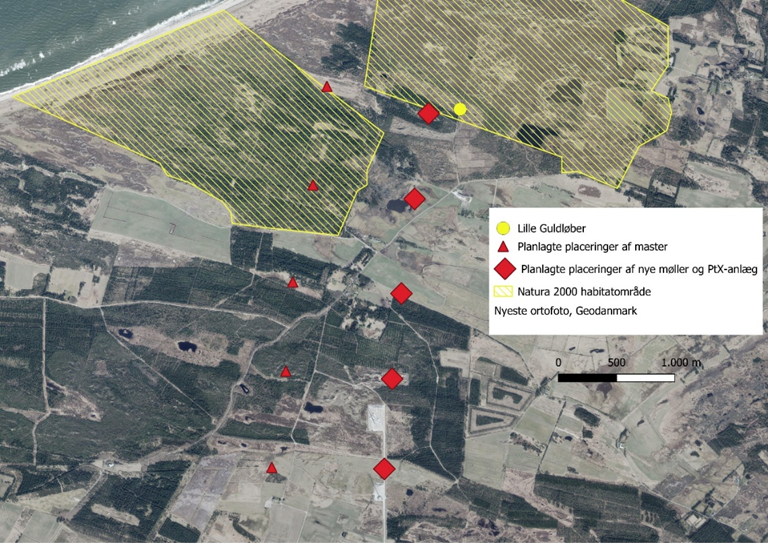 Lille Guldløber
Planlagte placeringer af master
Planlagte placeringer af nye møller og PtX-anlæg
Natura 2000 habitatområde
Nyeste ortofoto, Geodanmark
0 500 1.000 m